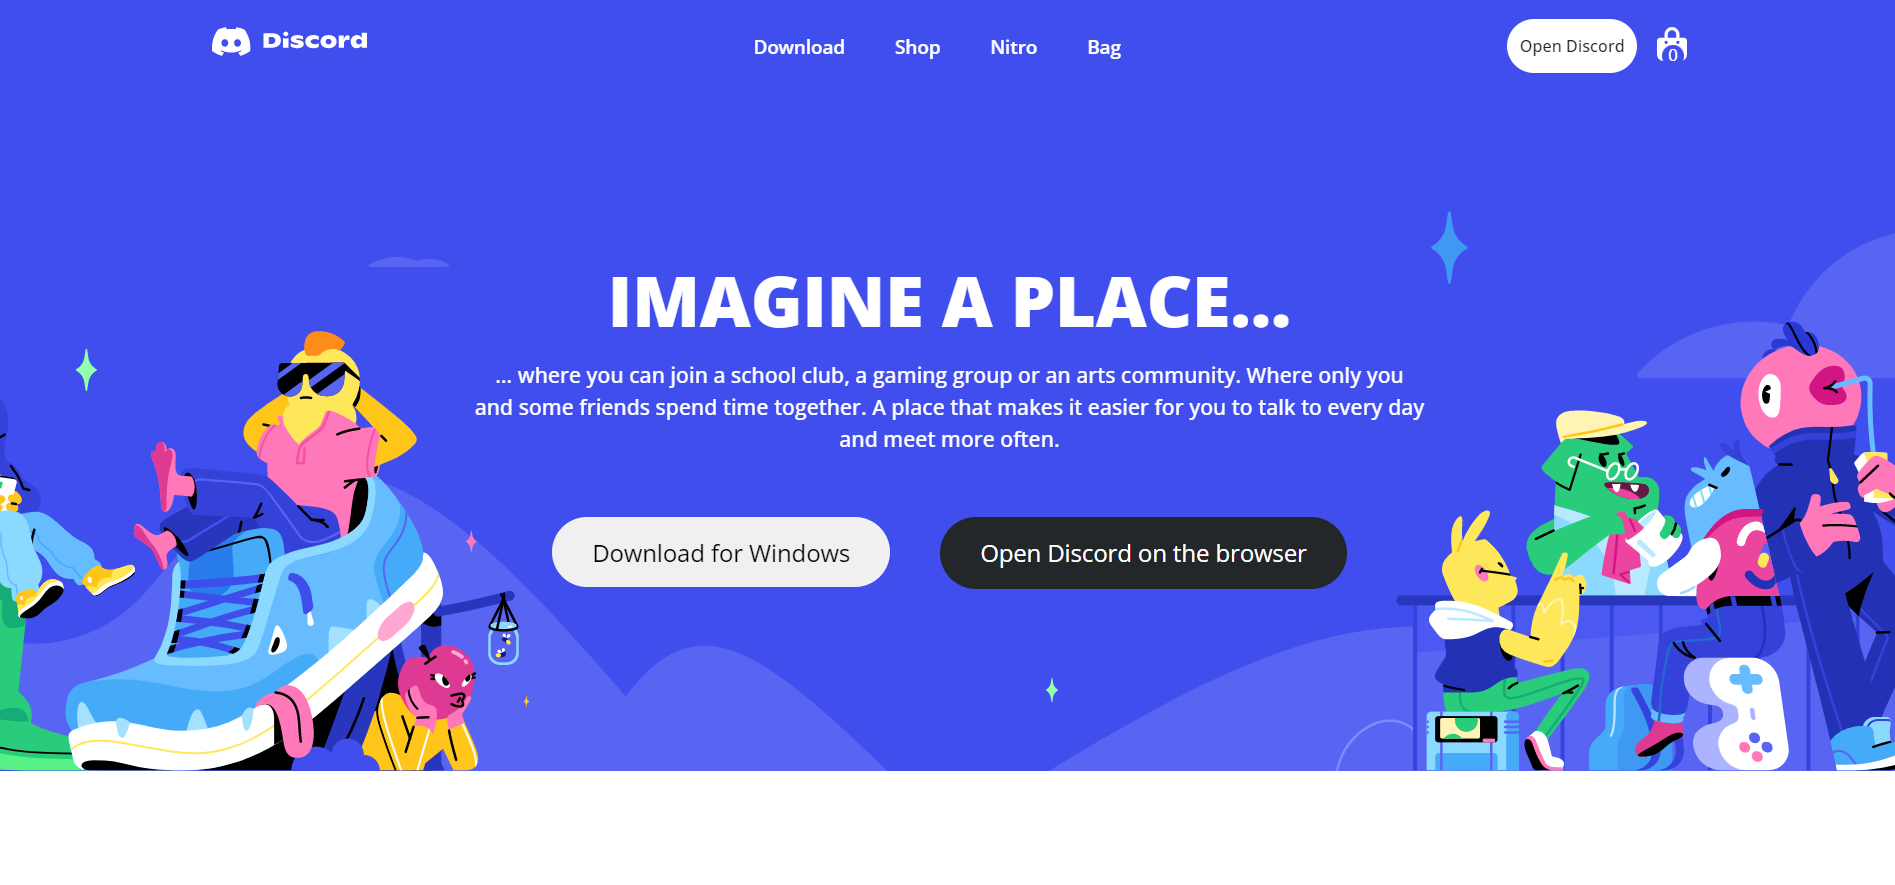 Discord
Download Shop Nitro Bag
Open Discord
0
IMAGINE A PLACE...
... where you can join a school club, a gaming group or an arts community. Where only you
and some friends spend time together. A place that makes it easier for you to talk to every day
and meet more often.
Download for Windows
Open Discord on the browser